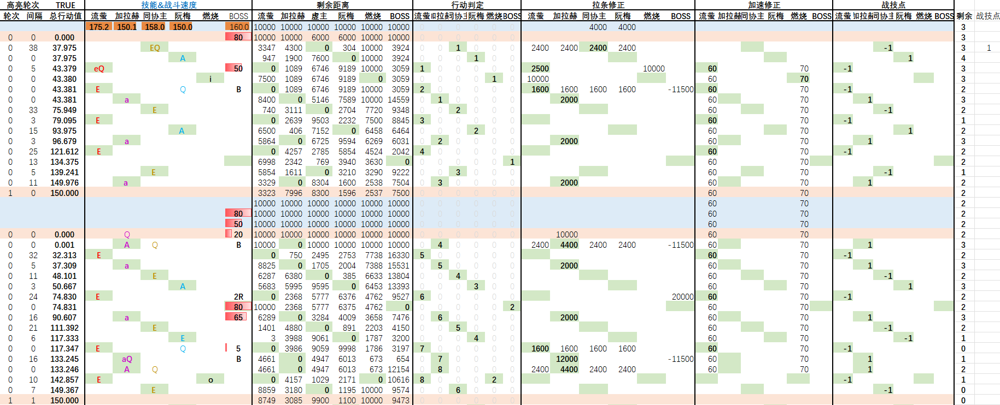 高亮轮次 TRUE 技能&战斗速度 剩余距离 行动判定 拉条修正 加速修正 战技点
轮次 间隔 总行动值 流萤 加拉赫 同协主 阮梅 燃烧 BOSS 流萤 加拉赫 虚主 阮梅 燃烧 BOSS 流萤 加拉赫 同协主 阮梅 燃烧 BOSS 流萤 加拉赫 同协主 阮梅 燃烧 BOSS 流萤 加拉赫 同协主 阮梅 燃烧 BOSS 流萤 加拉赫 同协主 阮梅 燃烧 BOSS 剩余 战技点
175.2 150.1 158.0 150.0 160.0 10000 10000 10000 10000 10000 10000 0 0 0 0 0 0 4000 4000 3
0 0 0.000 80 10000 10000 6000 6000 10000 10000 0 0 0 0 0 0 3
0 38 37.975 EQ 3347 4300 0 304 10000 3924 0 0 1 0 0 0 2400 2400 2400 2400 -1 3 1
0 0 37.975 A 947 1900 7600 0 10000 3924 0 0 0 1 0 0 1 4
0 5 43.379 eQ 50 0 1089 6746 9189 10000 3059 1 0 0 0 0 0 2500 10000 60 70 -1 3
0 0 43.380 i 7500 1089 6746 9189 0 3059 0 0 0 0 1 0 10000 60 70 3
0 0 43.381 E Q B 0 1089 6746 9189 10000 3059 2 0 0 0 0 0 1600 1600 1600 1600 -11500 60 70 -1 2
0 0 43.381 a 8400 0 5146 7589 10000 14559 0 1 0 0 0 0 2000 60 70 1 3
0 33 75.949 E 740 3111 0 2704 7720 9348 0 0 2 0 0 0 60 70 -1 2
0 3 79.095 E 0 2639 9503 2232 7500 8845 3 0 0 0 0 0 60 70 -1 1
0 15 93.975 A 6500 406 7152 0 6458 6464 0 0 0 2 0 0 60 70 1 2
0 3 96.679 a 5864 0 6725 9594 6269 6031 0 2 0 0 0 0 2000 60 70 1 3
0 25 121.612 E 0 4257 2785 5854 4524 2042 4 0 0 0 0 0 60 70 -1 2
0 13 134.375 6998 2342 769 3940 3630 0 0 0 0 0 0 1 60 70 2
0 5 139.241 E 5854 1611 0 3210 3290 9222 0 0 3 0 0 0 60 70 -1 1
0 11 149.976 a 3329 0 8304 1600 2538 7504 0 3 0 0 0 0 2000 60 70 1 2
1 0 150.000 3323 7996 8300 1596 2537 7500 0 0 0 0 0 0 60 70 2
10000 10000 10000 10000 10000 10000 0 0 0 0 0 0 60 70 2
80 10000 10000 10000 10000 10000 10000 0 0 0 0 0 0 60 70 2
50 10000 10000 10000 10000 10000 10000 0 0 0 0 0 0 60 70 2
0 0 0.000 Q 20 10000 10000 10000 10000 10000 10000 0 0 0 0 0 0 10000 60 70 2
0 0 0.001 A Q B 10000 0 10000 10000 10000 10000 0 4 0 0 0 0 2400 4400 2400 2400 -11500 60 70 1 3
0 32 32.313 E 0 750 2495 2753 7738 16330 5 0 0 0 0 0 60 70 -1 2
0 5 37.309 a 8825 0 1705 2004 7388 15531 0 5 0 0 0 0 2000 60 70 1 3
0 11 48.101 E 6287 6380 0 385 6633 13804 0 0 4 0 0 0 60 70 -1 2
0 3 50.667 A 5683 5995 9595 0 6453 13393 0 0 0 3 0 0 60 70 1 3
0 24 74.830 E 2R 0 2368 5777 6376 4762 9527 6 0 0 0 0 0 20000 60 70 -1 2
0 0 74.831 80 10000 2368 5777 6375 4762 0 0 0 0 0 0 2 60 70 2
0 16 90.607 a 65 6289 0 3284 4009 3658 7476 0 6 0 0 0 0 2000 60 70 1 3
0 21 111.392 E 1401 4880 0 891 2203 4150 0 0 5 0 0 0 60 70 -1 2
0 6 117.333 E 3 3988 9061 0 1787 3200 0 0 0 4 0 0 60 70 -1 1
0 0 117.347 E Q 5 0 3986 9059 9998 1786 3197 7 0 0 0 0 0 1600 1600 1600 1600 60 70 -1 0
0 16 133.245 aQ B 4661 0 4947 6013 673 654 0 7 0 0 0 0 12000 -11500 60 70 1 1
0 0 133.246 A Q 4661 0 4947 6013 673 12154 0 8 0 0 0 0 2400 4400 2400 2400 60 70 1 2
0 10 142.857 E o 0 4157 1029 2171 0 10616 8 0 0 0 2 0 -1 1
0 7 149.367 E 8859 3180 0 1195 10000 9574 0 0 6 0 0 0 -1 0
1 1 150.000 8749 3085 9900 1100 10000 9473 0 0 0 0 0 0 0